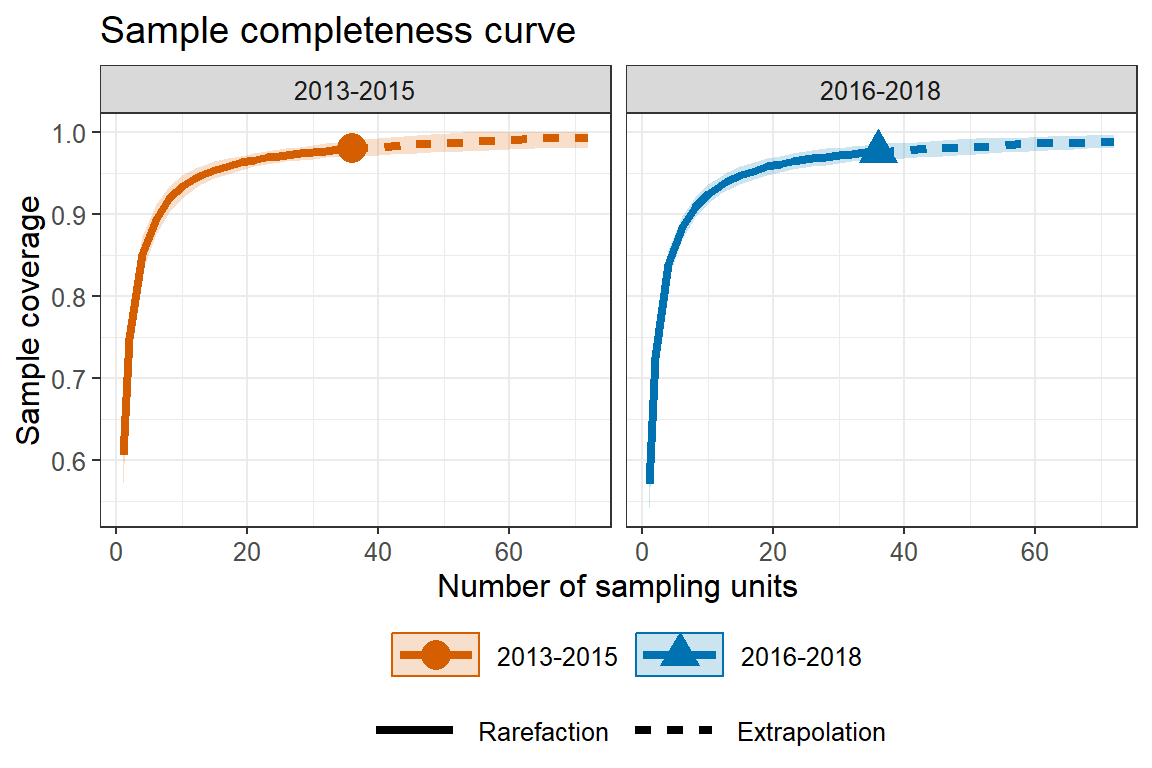 Sample completeness curve
2013-2015 2016-2018
Sample coverage
1.0
0.9
0.8
0.7
0.6
0 20 40 60 0 20 40 60
Number of sampling units
2013-2015 2016-2018
Rarefaction Extrapolation